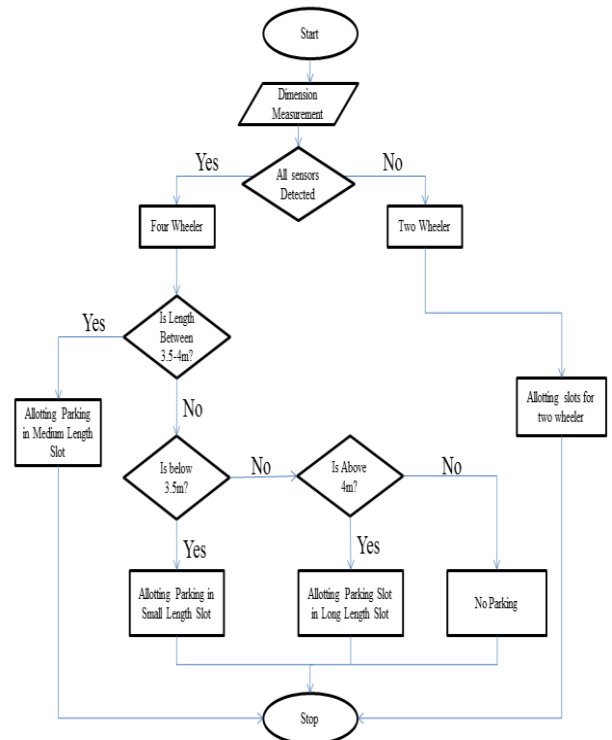 Start
Dimension
Measurement
Yes
All sensors
Detected
No
Four Wheeler
Two Wheeler
Yes
Is Length
Between
3.5-4m?
Allotting Parking
in Medium Length
Slot
No
Allotting slots for
two wheeler
Is below
3.5m?
No
Is Above
4m?
No
Yes
Yes
Allotting Parking in
Small Length Slot
Allotting Parking Slot
in Long Length Slot
No Parking
Stop